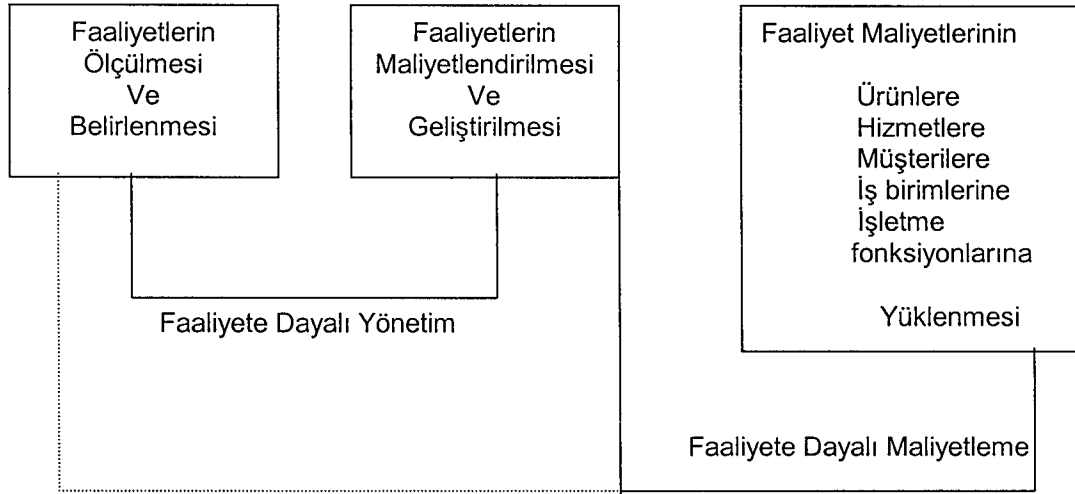 Faaliyetlerin
Ölçülmesi
Ve
Belirlenmesi
Faaliyetlerin
Maliyetlendirilmesi
Ve
Geliştirilmesi
Faaliyet Maliyetlerinin
Ürünlere
Hizmetlere
Müşterilere
İş birimlerine
İşletme
fonksiyonlarına
Yüklenmesi
Faaliyete Dayalı Yönetim
Faaliyete Dayalı Maliyetleme